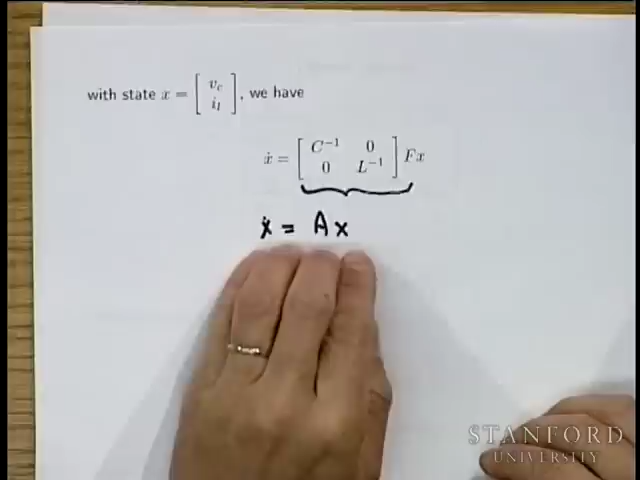 with state x = [ v_c ; i_l ], we have
ẋ = [ C⁻¹ 0 ; 0 L⁻¹ ] Fx
ẋ = Ax
STANFORD
UNIVERSITY